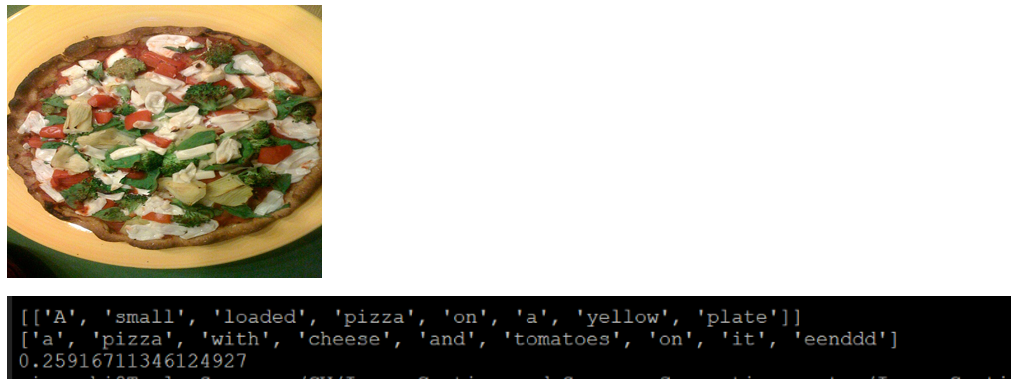 [['A', 'small', 'loaded', 'pizza', 'on', 'a', 'yellow', 'plate']]
['a', 'pizza', 'with', 'cheese', 'and', 'tomatoes', 'on', 'it', 'eenddd']
0.25916711346124927